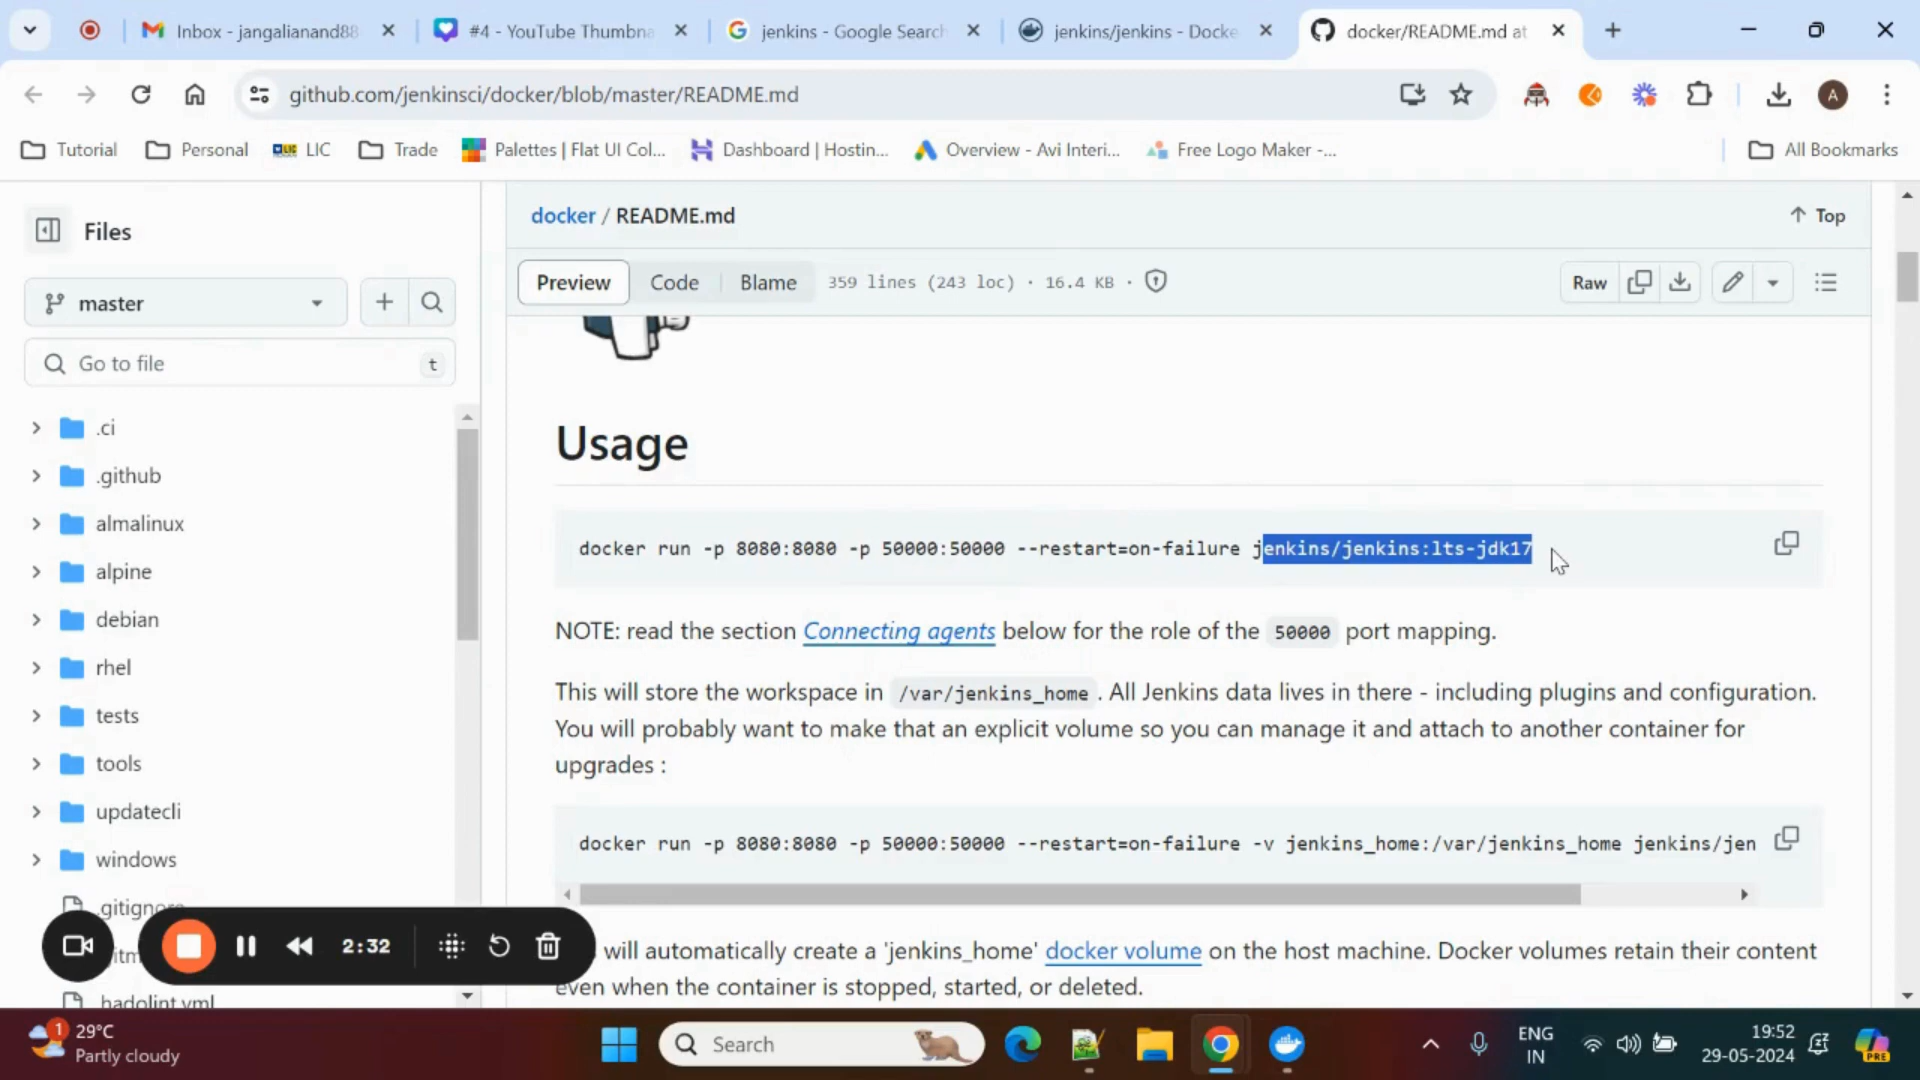 Inbox - jangalianand88
#4 - YouTube Thumbna
jenkins - Google Search
jenkins/jenkins - Docke
docker/README.md at
github.com/jenkinsci/docker/blob/master/README.md
A
Tutorial
Personal
LIC
Trade
Palettes | Flat UI Col...
Dashboard | Hostin...
Overview - Avi Interi...
Free Logo Maker -...
All Bookmarks
Files
master
Go to file
t
.ci
.github
almalinux
alpine
debian
rhel
tests
tools
updatecli
windows
.gitignore
.hadolint.yml
docker / README.md
↑ Top
Preview
Code
Blame
359 lines (243 loc) · 16.4 KB ·
Raw
Usage
docker run -p 8080:8080 -p 50000:50000 --restart=on-failure jenkins/jenkins:lts-jdk17
NOTE: read the section Connecting agents below for the role of the 50000 port mapping.
This will store the workspace in /var/jenkins_home . All Jenkins data lives in there - including plugins and configuration.
You will probably want to make that an explicit volume so you can manage it and attach to another container for
upgrades :
docker run -p 8080:8080 -p 50000:50000 --restart=on-failure -v jenkins_home:/var/jenkins_home jenkins/jen
will automatically create a 'jenkins_home' docker volume on the host machine. Docker volumes retain their content
even when the container is stopped, started, or deleted.
2:32
1
29°C
Partly cloudy
Search
ENG
IN
19:52
29-05-2024
PRE